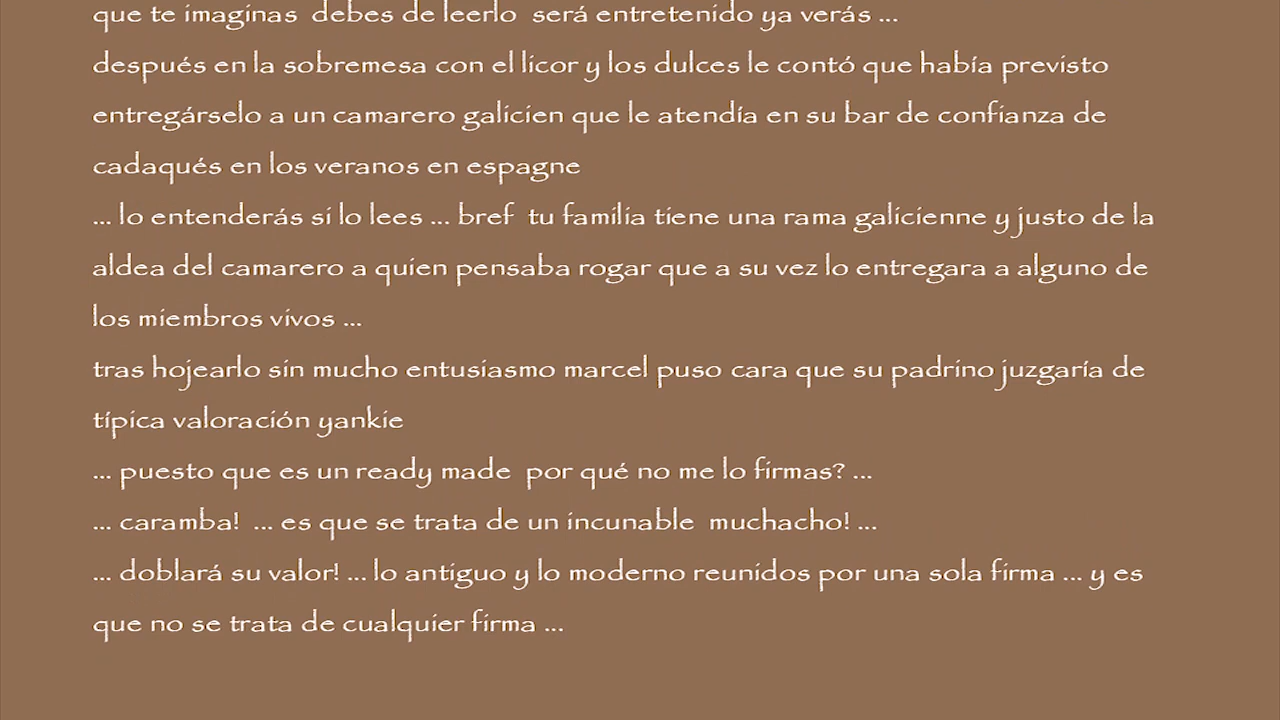 que te imaginas  debes de leerlo  será entretenido ya verás ...
después en la sobremesa con el licor y los dulces le contó que había previsto
entregárselo a un camarero galicien que le atendía en su bar de confianza de
cadaqués en los veranos en espagne
... lo entenderás si lo lees ... bref  tu familia tiene una rama galicienne y justo de la
aldea del camarero a quien pensaba rogar que a su vez lo entregara a alguno de
los miembros vivos ...
tras hojearlo sin mucho entusiasmo marcel puso cara que su padrino juzgaría de
típica valoración yankie
... puesto que es un ready made  por qué no me lo firmas? ...
... caramba!  ... es que se trata de un incunable  muchacho! ...
... doblará su valor! ... lo antiguo y lo moderno reunidos por una sola firma ... y es
que no se trata de cualquier firma ...